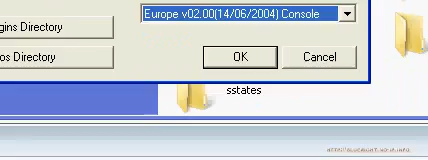 Europe v02.00(14/06/2004) Console
gins Directory
os Directory
OK
Cancel
sstates